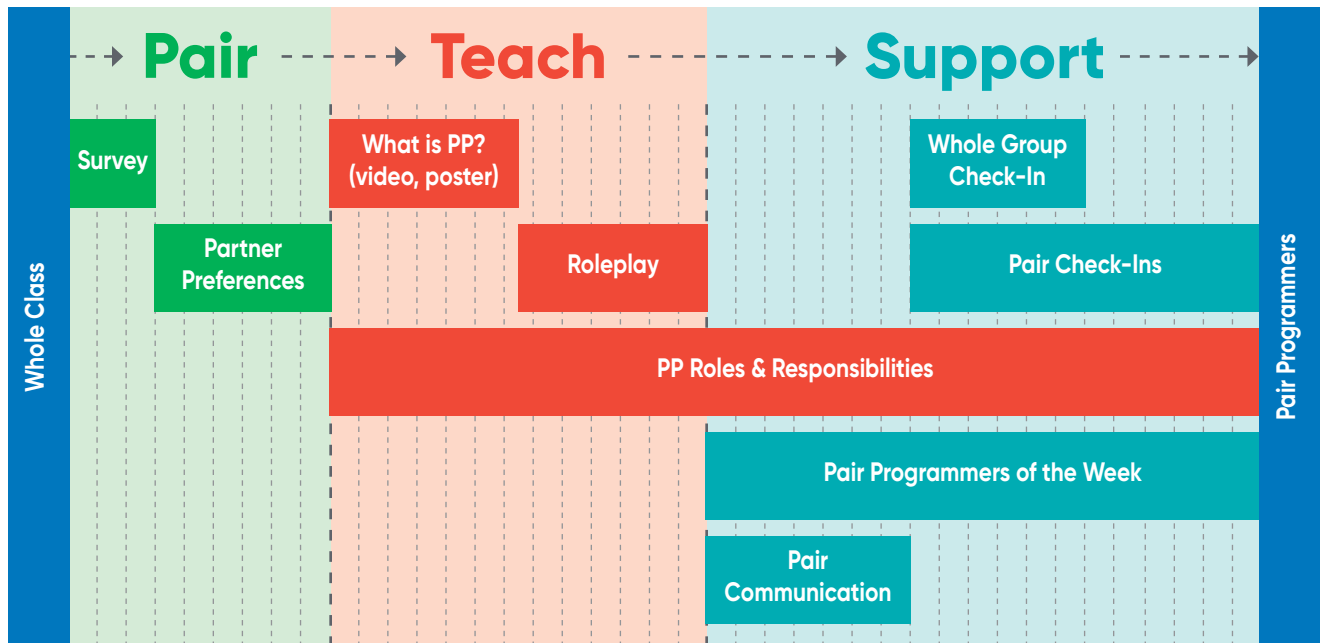 Pair
Teach
Support
Whole Class
Survey
What is PP?
(video, poster)
Whole Group
Check-In
Partner
Preferences
Roleplay
Pair Check-Ins
PP Roles & Responsibilities
Pair Programmers of the Week
Pair
Communication
Pair Programmers